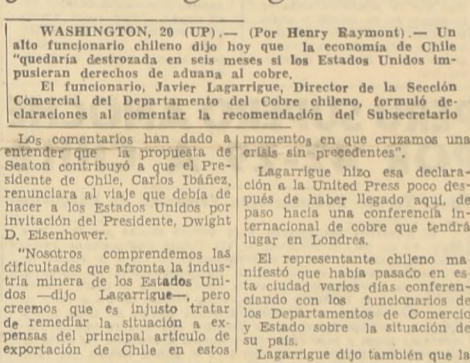 WASHINGTON, 20 (UP).— (Por Henry Raymont).— Un
alto funcionario chileno dijo hoy que la economía de Chile
"quedaría destrozada en seis meses si los Estados Unidos im-
pusieran derechos de aduana al cobre.
El funcionario, Javier Lagarrigue, Director de la Sección
Comercial del Departamento del Cobre chileno, formuló de-
claraciones al comentar la recomendación del Subsecretario
Los comentarios han dado a
entender que la propuesta de
Seaton contribuyó a que el Pre-
sidente de Chile, Carlos Ibáñez,
renunciara al viaje que debía de
hacer a los Estados Unidos por
invitación del Presidente, Dwight
D. Eisenhower.
"Nosotros comprendemos las
dificultades que afronta la indus-
tria minera de los Estados Uni-
dos —dijo Lagarrigue—, pero
creemos que es injusto tratar
de remediar la situación a ex-
pensas del principal artículo de
exportación de Chile en estos
momentos en que cruzamos una
crisis sin precedentes".
Lagarrigue hizo esa declara-
ción a la United Press poco des-
pués de haber llegado aquí, de
paso hacia una conferencia in-
ternacional de cobre que tendrá
lugar en Londres.
El representante chileno ma
nifestó que había pasado en es
ta ciudad varios días conferen-
ciando con los funcionarios de
los Departamentos de Comercio
y Estado sobre la situación de
su país.
Lagarrigue dijo también que la